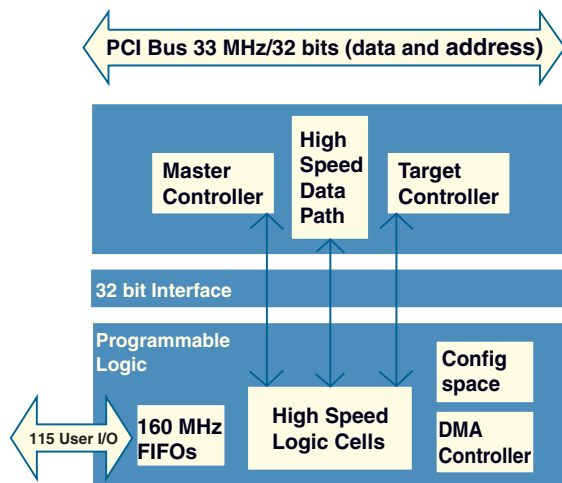 PCI Bus 33 MHz/32 bits (data and address)
High
Speed
Data
Path
Master
Controller
Target
Controller
32 bit Interface
Programmable
Logic
Config
space
115 User I/O
160 MHz
FIFOs
High Speed
Logic Cells
DMA
Controller